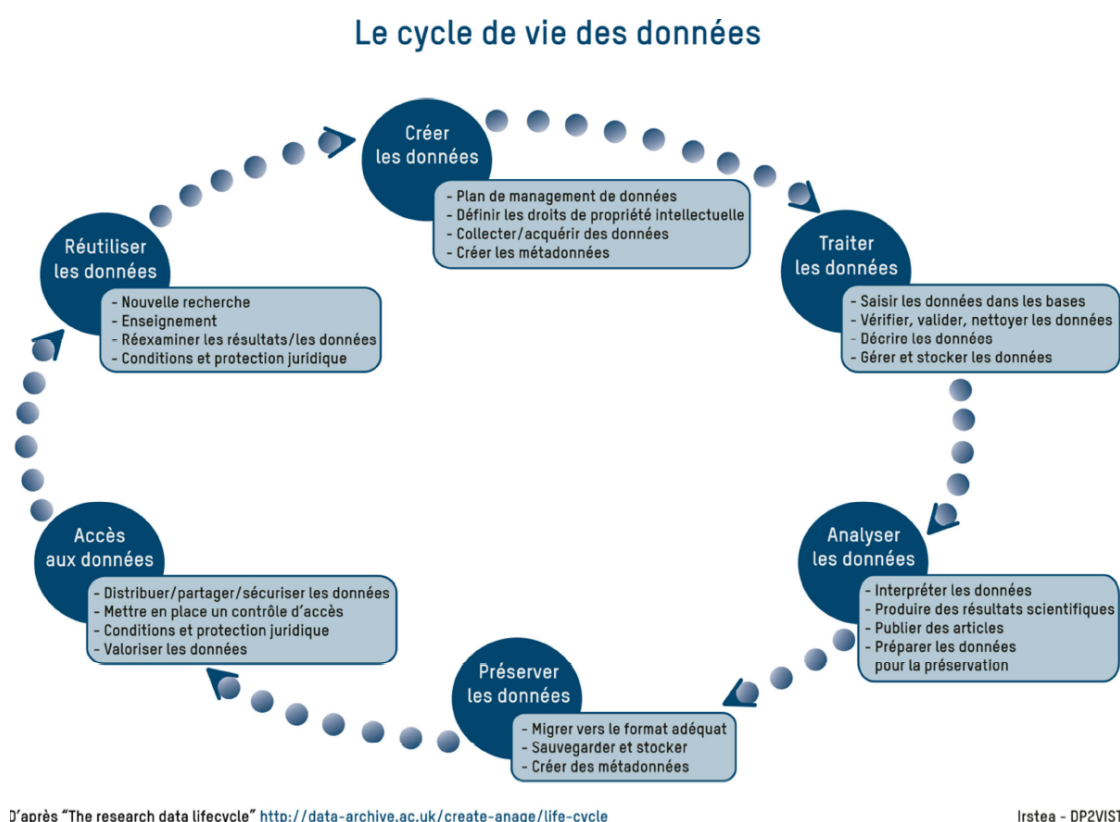 Le cycle de vie des données
Créer
les données
- Plan de management de données
- Définir les droits de propriété intellectuelle
- Collecter/acquérir des données
- Créer les métadonnées
Traiter
les données
- Saisir les données dans les bases
- Vérifier, valider, nettoyer les données
- Décrire les données
- Gérer et stocker les données
Analyser
les données
- Interpréter les données
- Produire des résultats scientifiques
- Publier des articles
- Préparer les données
pour la préservation
Préserver
les données
- Migrer vers le format adéquat
- Sauvegarder et stocker
- Créer des métadonnées
Accès
aux données
- Distribuer/partager/sécuriser les données
- Mettre en place un contrôle d'accès
- Conditions et protection juridique
- Valoriser les données
Réutiliser
les données
- Nouvelle recherche
- Enseignement
- Réexaminer les résultats/les données
- Conditions et protection juridique
D'après "The research data lifecycle" http://data-archive.ac.uk/create-anage/life-cycle
Irstea - DP2VIST